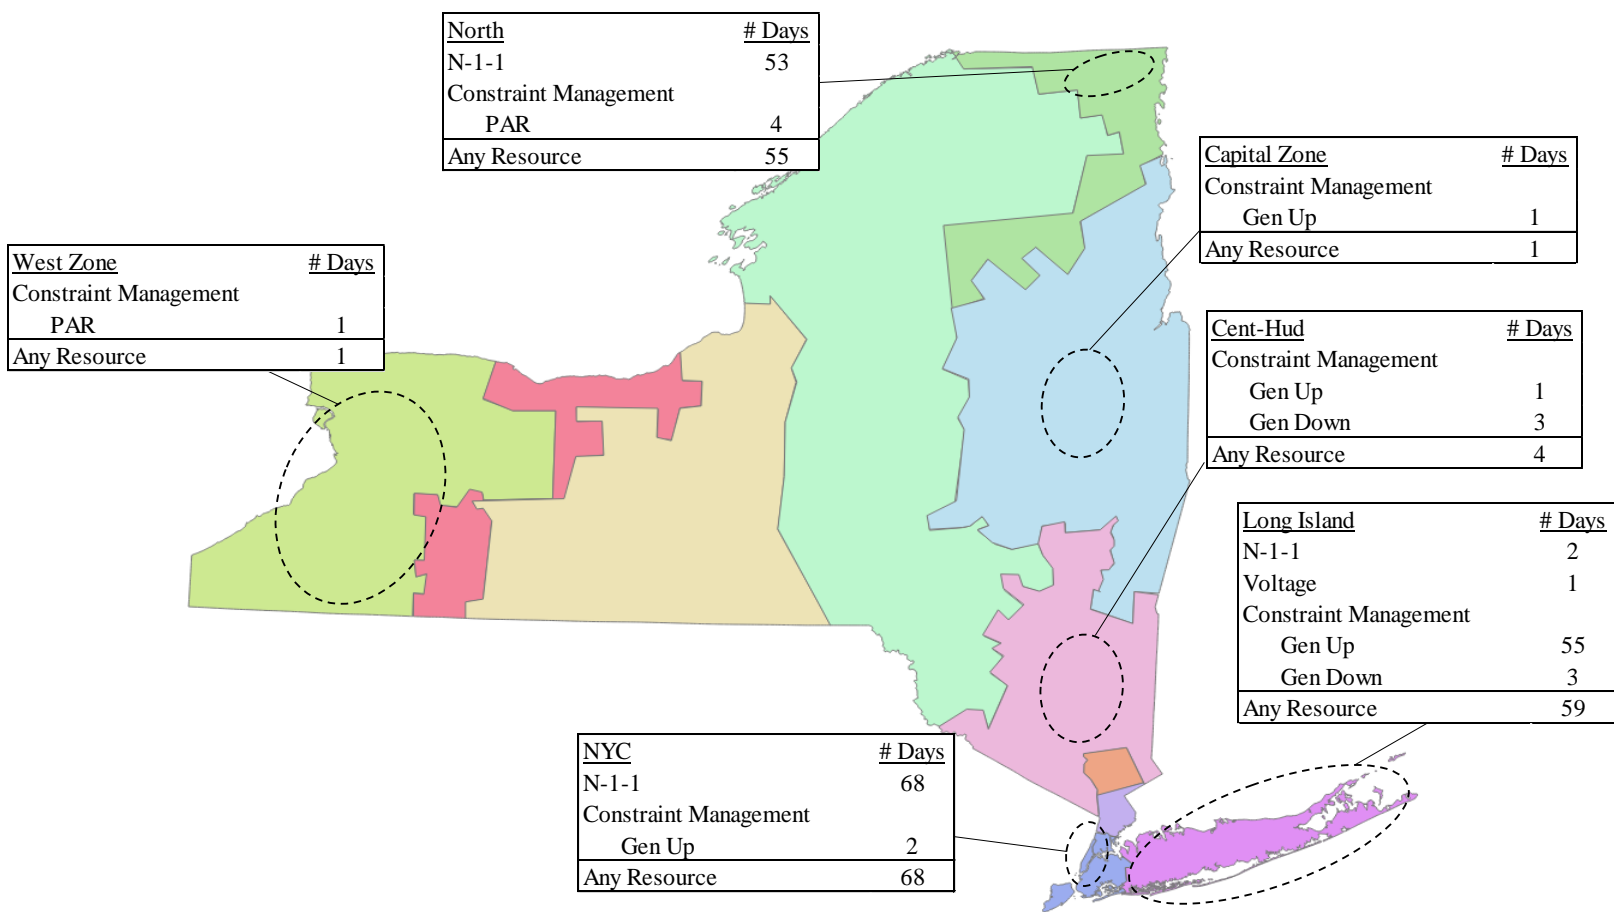 North # Days
N-1-1 53
Constraint Management
PAR 4
Any Resource 55
Capital Zone # Days
Constraint Management
Gen Up 1
Any Resource 1
West Zone # Days
Constraint Management
PAR 1
Any Resource 1
Cent-Hud # Days
Constraint Management
Gen Up 1
Gen Down 3
Any Resource 4
Long Island # Days
N-1-1 2
Voltage 1
Constraint Management
Gen Up 55
Gen Down 3
Any Resource 59
NYC # Days
N-1-1 68
Constraint Management
Gen Up 2
Any Resource 68